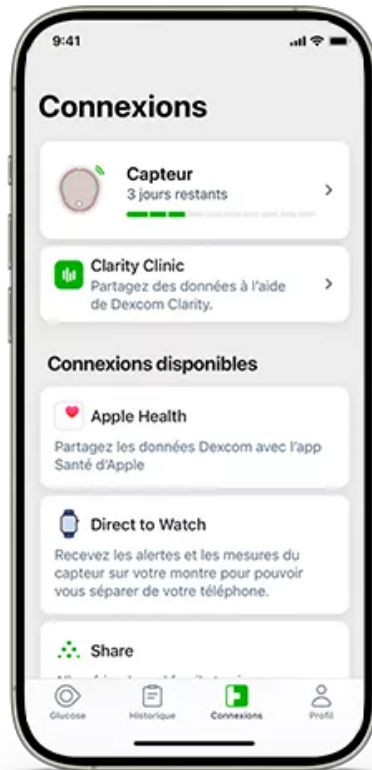 9:41
Connexions
Capteur
3 jours restants
Clarity Clinic
Partagez des données à l'aide
de Dexcom Clarity.
Connexions disponibles
Apple Health
Partagez les données Dexcom avec l'app
Santé d'Apple
Direct to Watch
Recevez les alertes et les mesures du
capteur sur votre montre pour pouvoir
vous séparer de votre téléphone.
Share
Glucose
Historique
Connexions
Profil